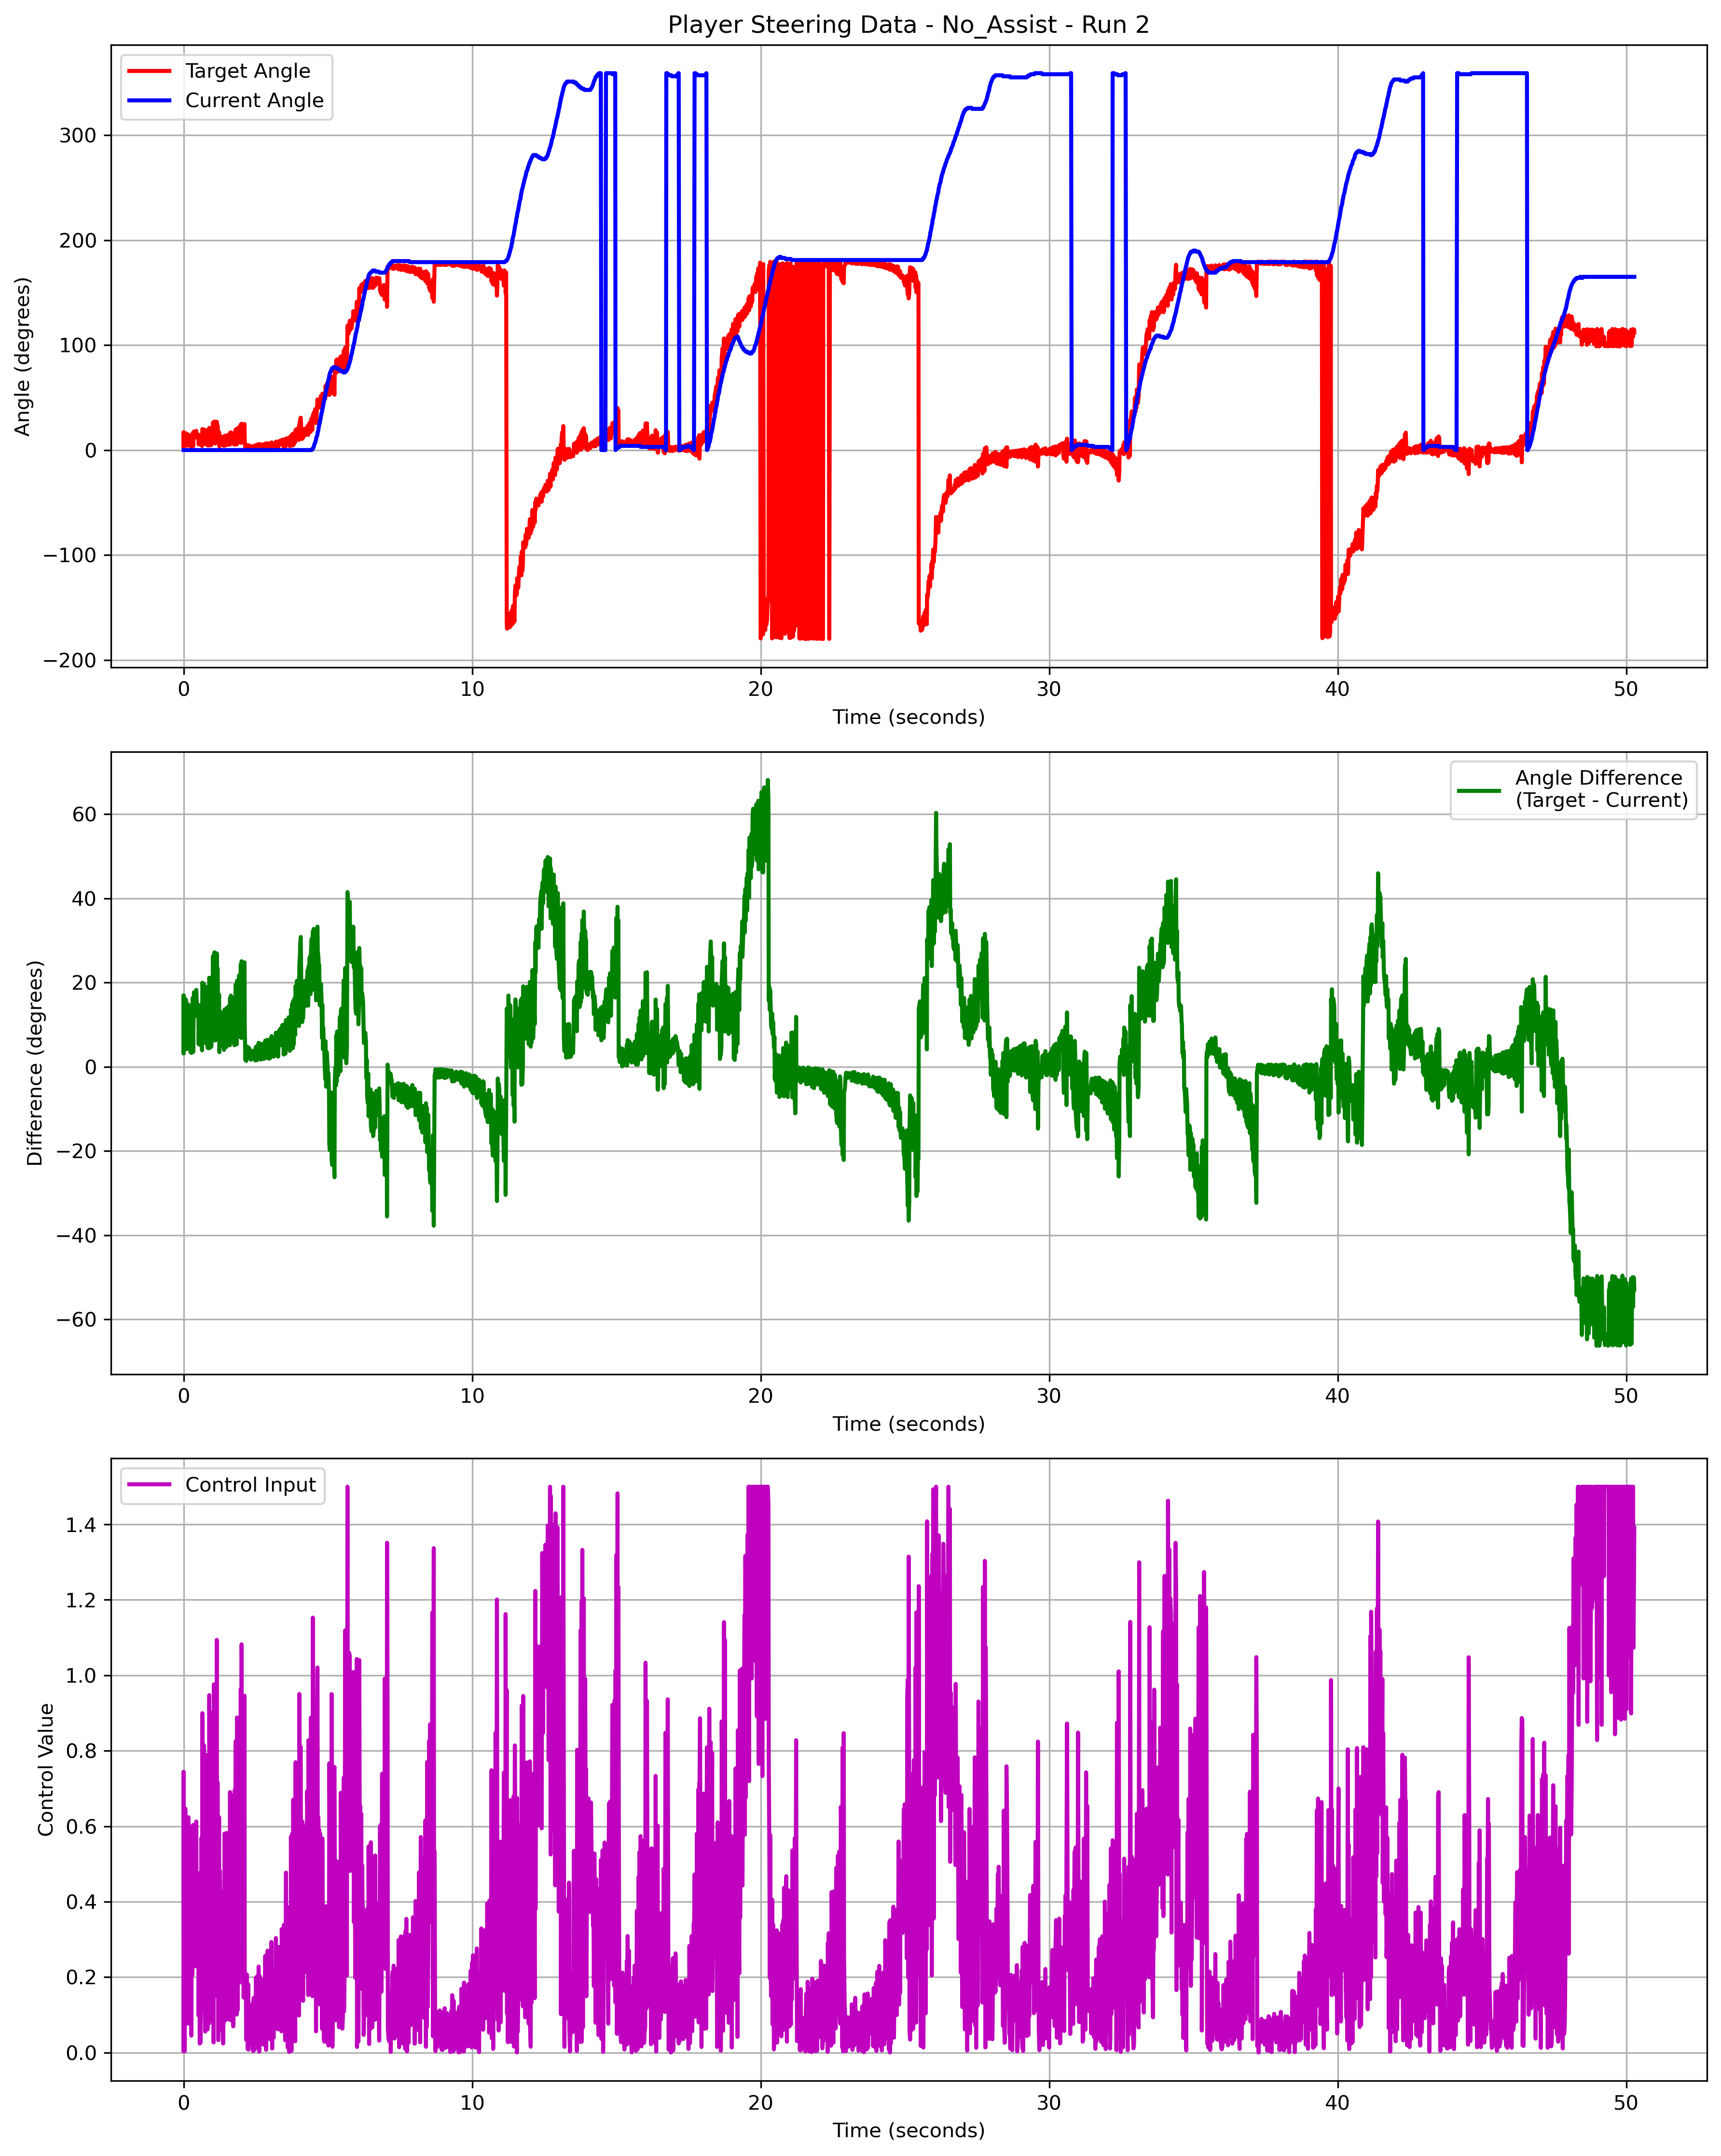 Player Steering Data - No_Assist - Run 2
Target Angle
Current Angle
Angle (degrees)
300
200
100
0
−100
−200
0 10 20 30 40 50
Time (seconds)
Angle Difference
(Target - Current)
Difference (degrees)
60
40
20
0
−20
−40
−60
0 10 20 30 40 50
Time (seconds)
Control Input
Control Value
1.4
1.2
1.0
0.8
0.6
0.4
0.2
0.0
0 10 20 30 40 50
Time (seconds)